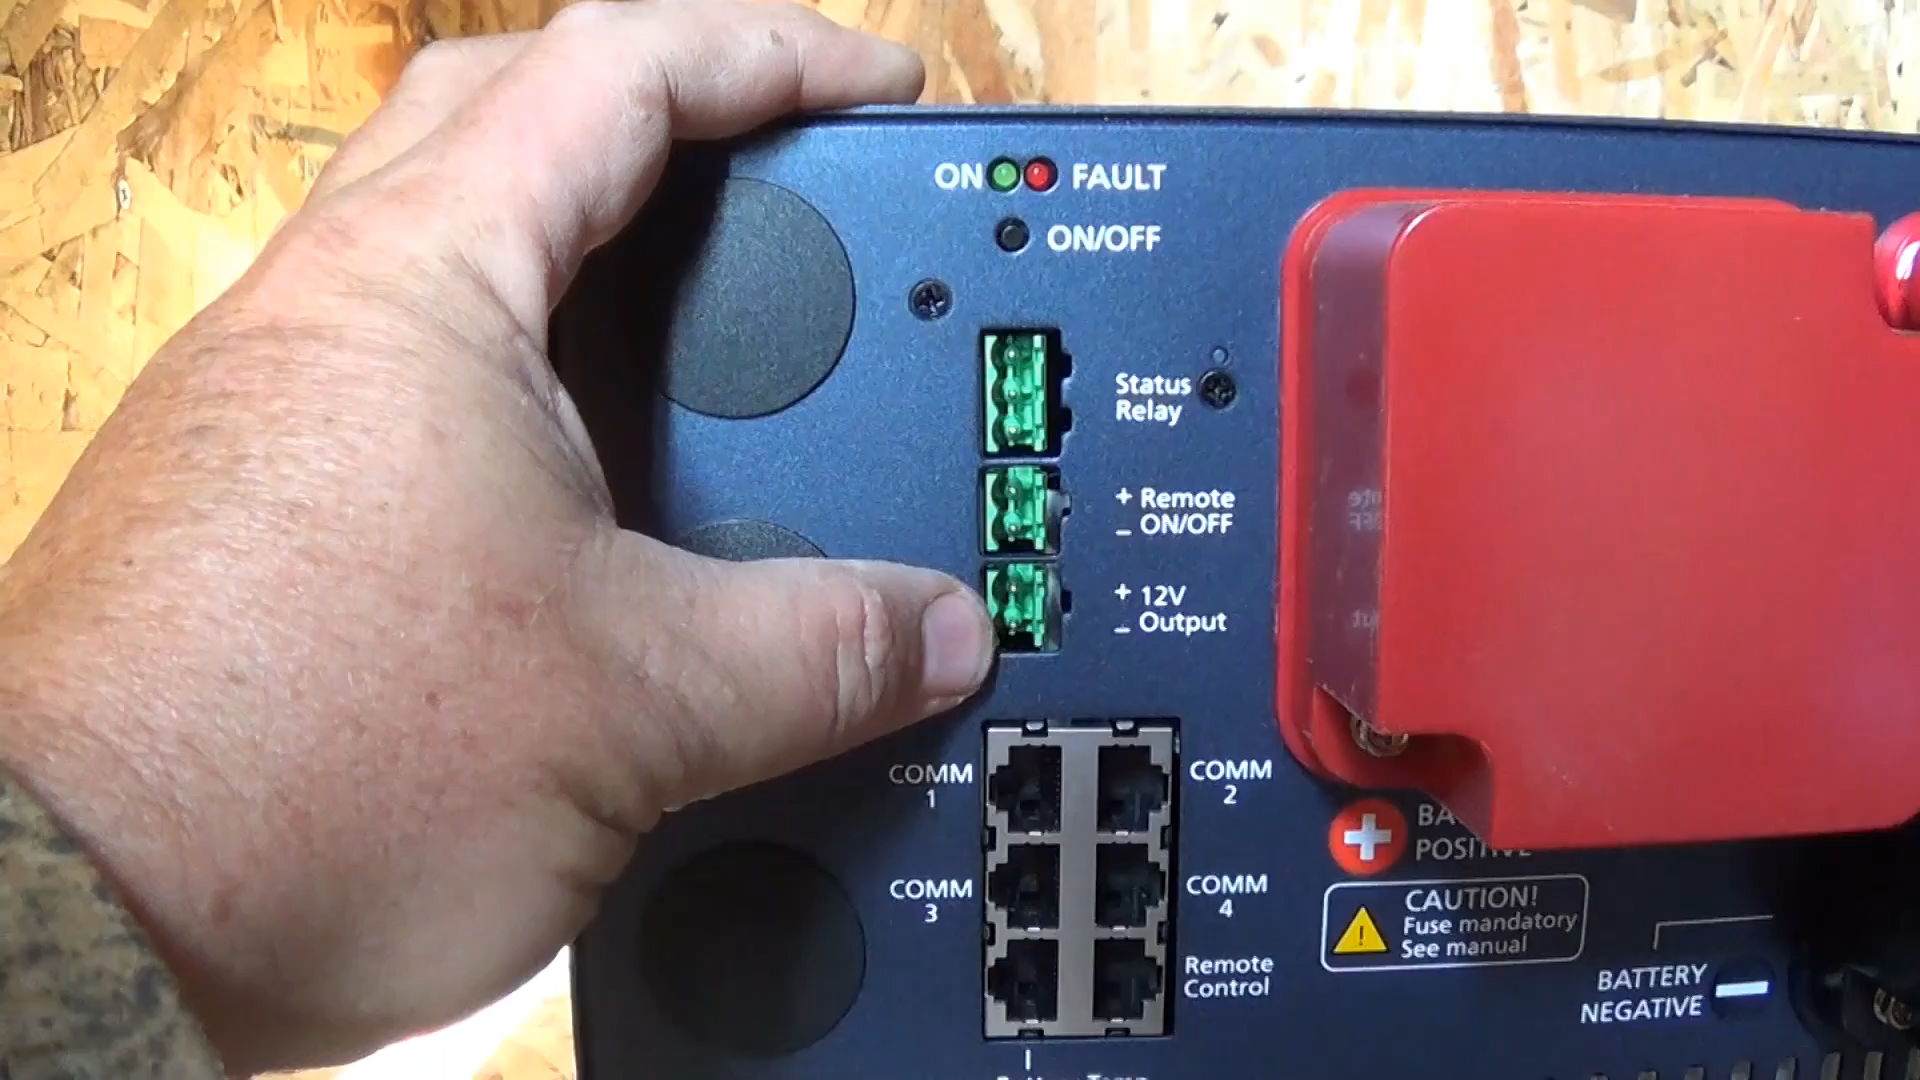 ON FAULT
ON/OFF
Status
Relay
+ Remote
– ON/OFF
+ 12V
– Output
COMM
1
COMM
2
COMM
3
COMM
4
Remote
Control
POSITIVE
CAUTION!
Fuse mandatory
See manual
BATTERY
NEGATIVE